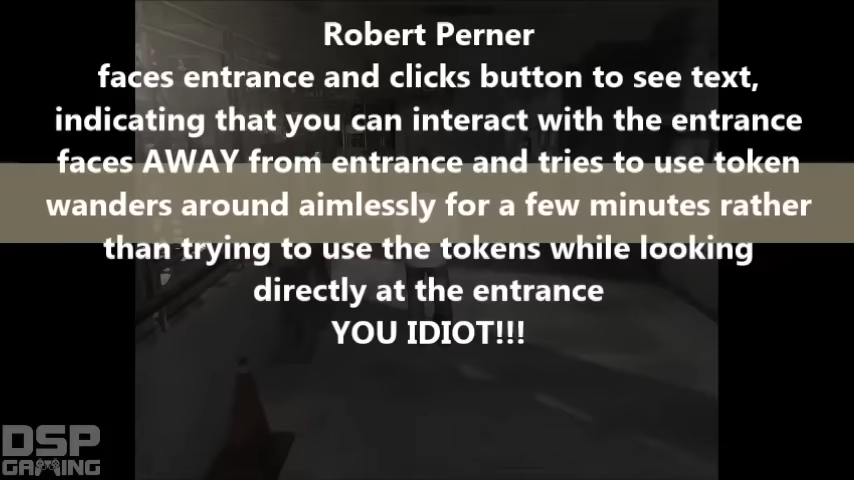 Robert Perner
faces entrance and clicks button to see text,
indicating that you can interact with the entrance
faces AWAY from entrance and tries to use token
wanders around aimlessly for a few minutes rather
than trying to use the tokens while looking
directly at the entrance
YOU IDIOT!!!
DSP
GAMING